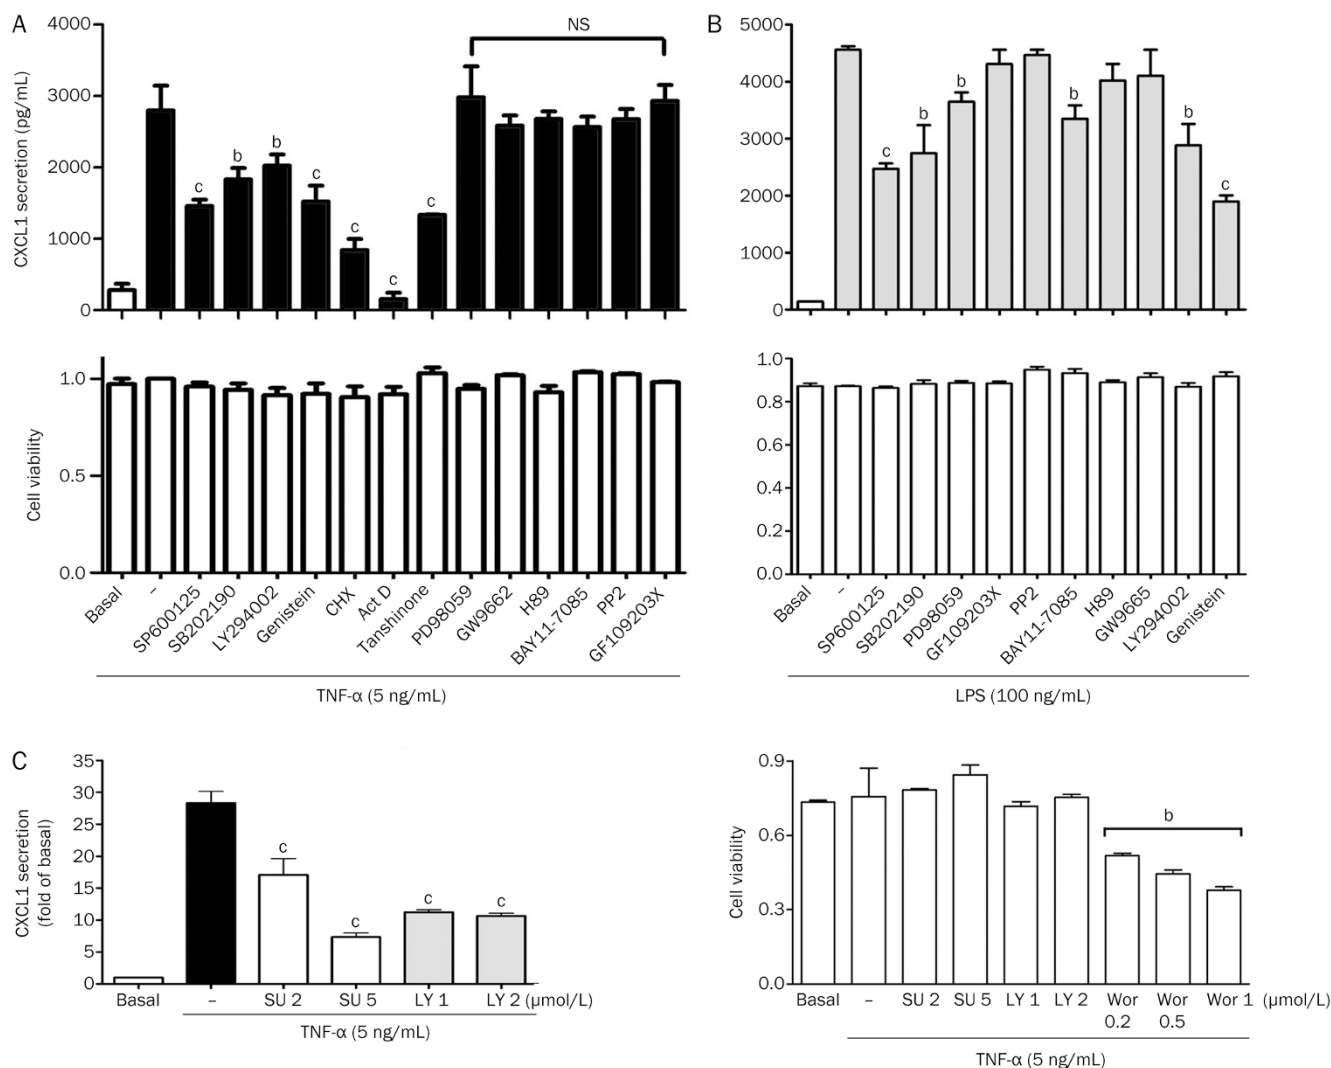 A
CXCL1 secretion (pg/mL)
4000
3000
2000
1000
0
c
b
b
c
c
c
c
NS
Cell viability
1.0
0.5
0.0
Basal
–
SP600125
SB202190
LY294002
Genistein
CHX
Act D
Tanshinone
PD98059
GW9662
H89
BAY11-7085
PP2
GF109203X
TNF-α (5 ng/mL)
B
5000
4000
3000
2000
1000
0
c
b
b
b
b
c
1.0
0.8
0.6
0.4
0.2
0.0
Basal
–
SP600125
SB202190
PD98059
GF109203X
PP2
BAY11-7085
H89
GW9665
LY294002
Genistein
LPS (100 ng/mL)
C
CXCL1 secretion
(fold of basal)
35
30
25
20
15
10
5
0
c
c
c
c
Basal
–
SU 2
SU 5
LY 1
LY 2 (μmol/L)
TNF-α (5 ng/mL)
Cell viability
0.9
0.6
0.3
0.0
b
Basal
–
SU 2
SU 5
LY 1
LY 2
Wor
0.2
Wor
0.5
Wor 1
(μmol/L)
TNF-α (5 ng/mL)